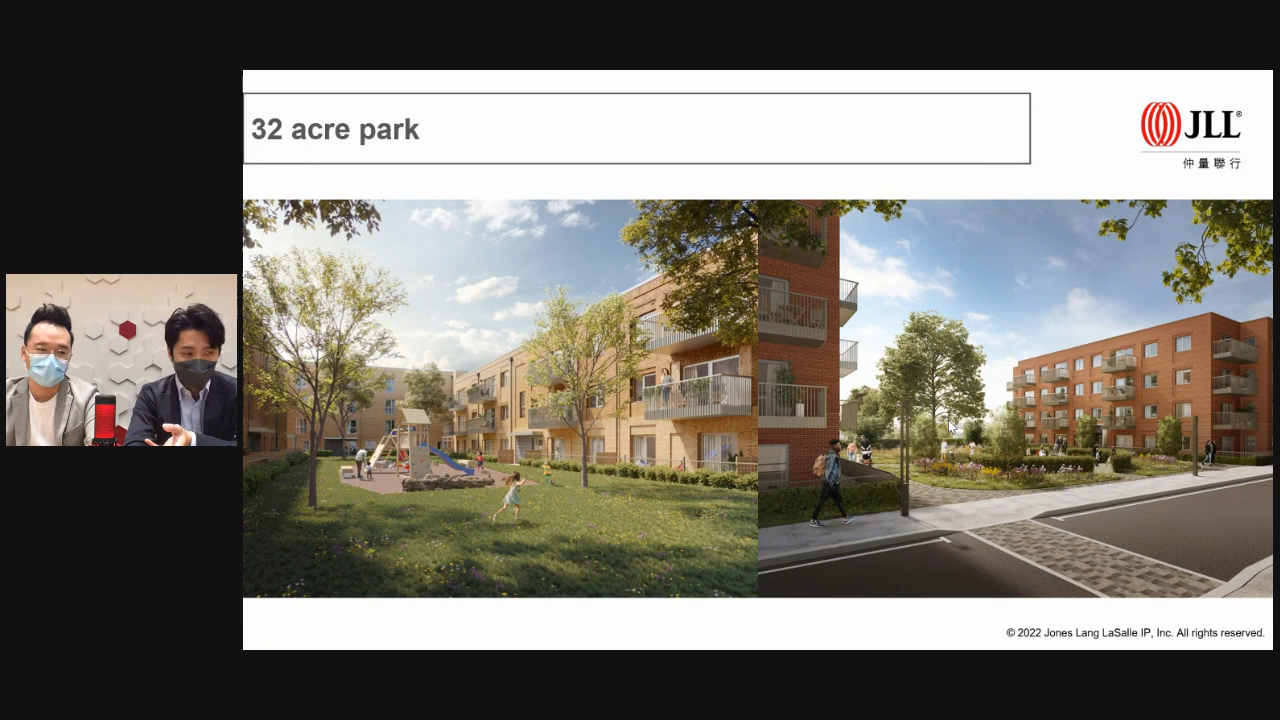 32 acre park
JLL®
仲量聯行
© 2022 Jones Lang LaSalle IP, Inc. All rights reserved.